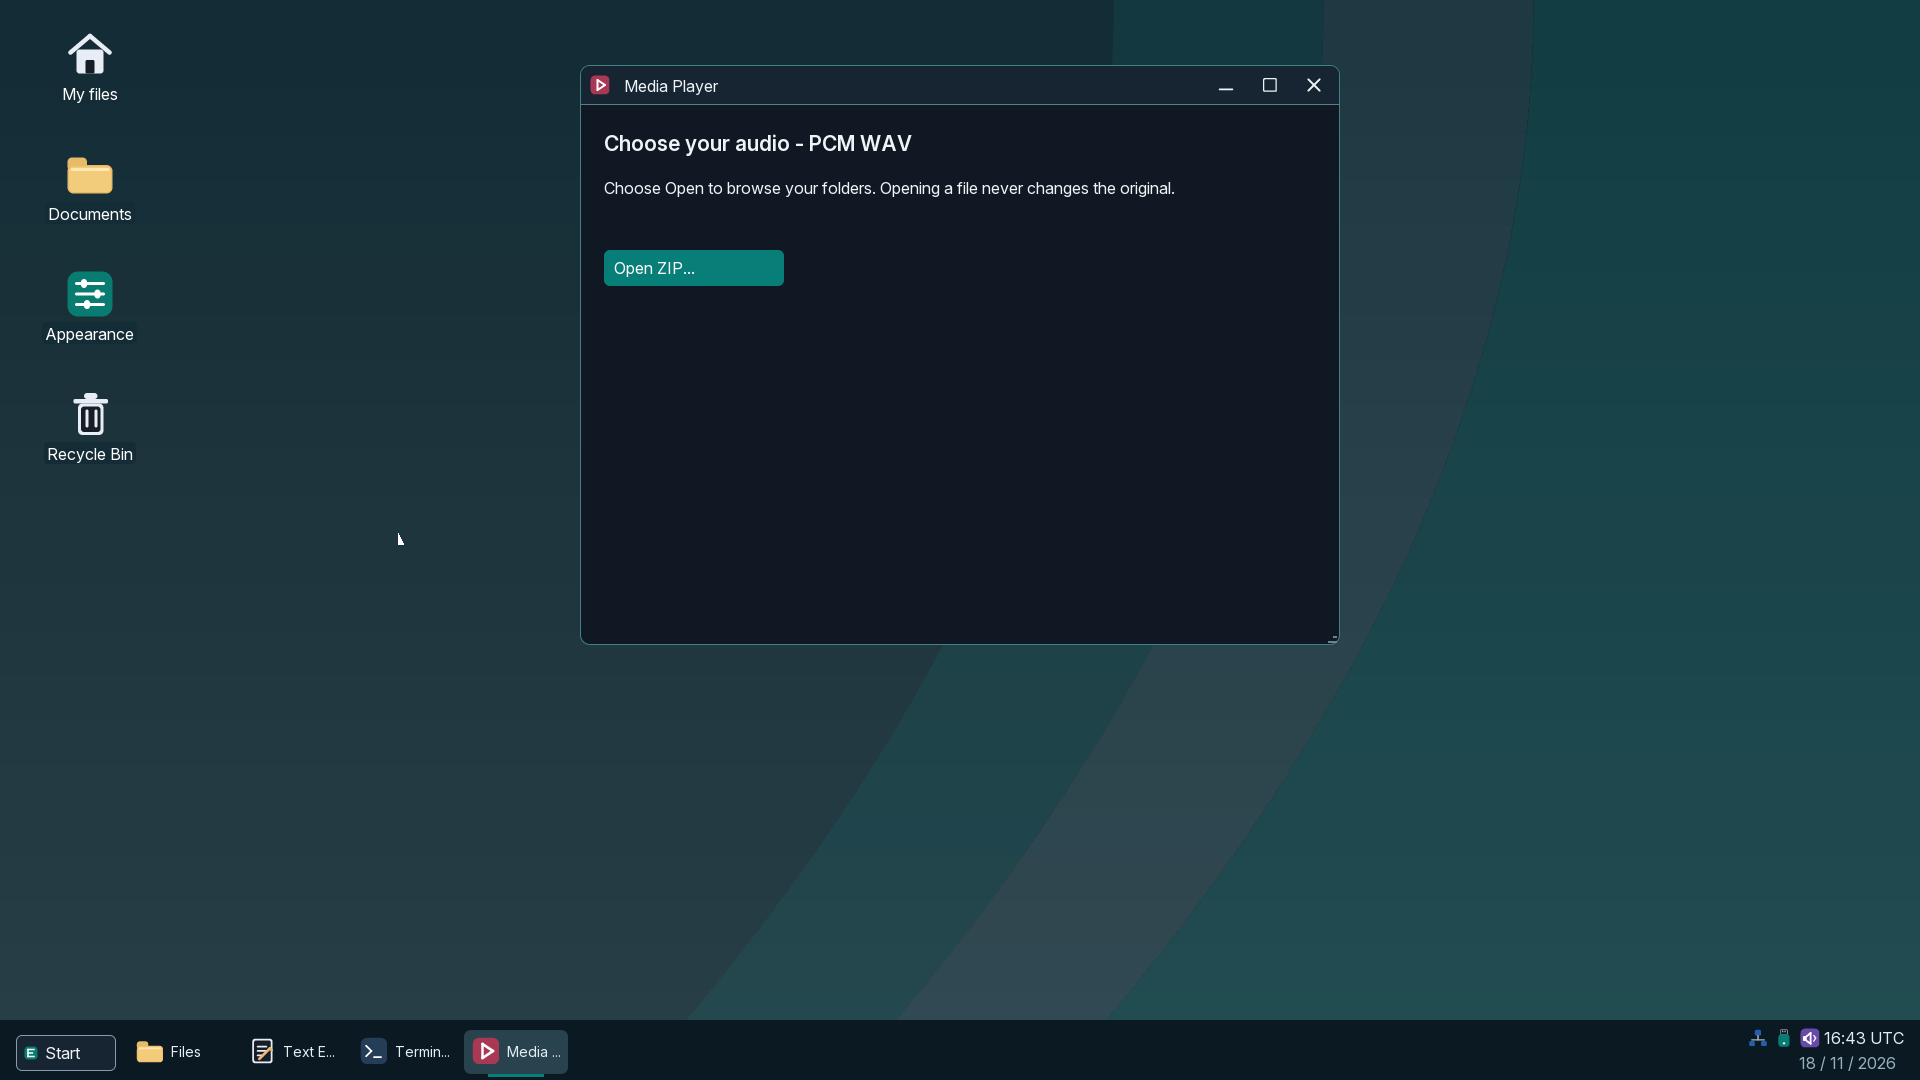 My files
Documents
Appearance
Recycle Bin
Media Player
Choose your audio - PCM WAV
Choose Open to browse your folders. Opening a file never changes the original.
Open ZIP...
Start
Files
Text E...
Termin...
Media ...
16:43 UTC
18 / 11 / 2026